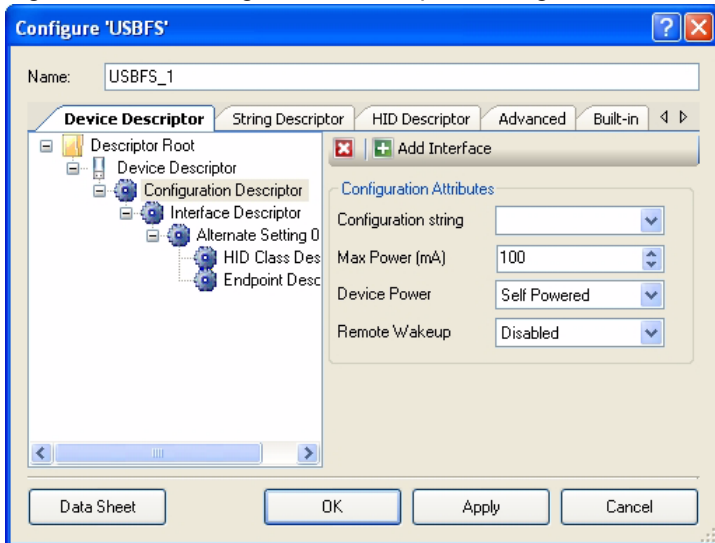 Configure 'USBFS'
Name: USBFS_1
Device Descriptor String Descriptor HID Descriptor Advanced Built-in
Descriptor Root
Device Descriptor
Configuration Descriptor
Interface Descriptor
Alternate Setting 0
HID Class Des
Endpoint Desc
Add Interface
Configuration Attributes
Configuration string
Max Power (mA) 100
Device Power Self Powered
Remote Wakeup Disabled
Data Sheet OK Apply Cancel